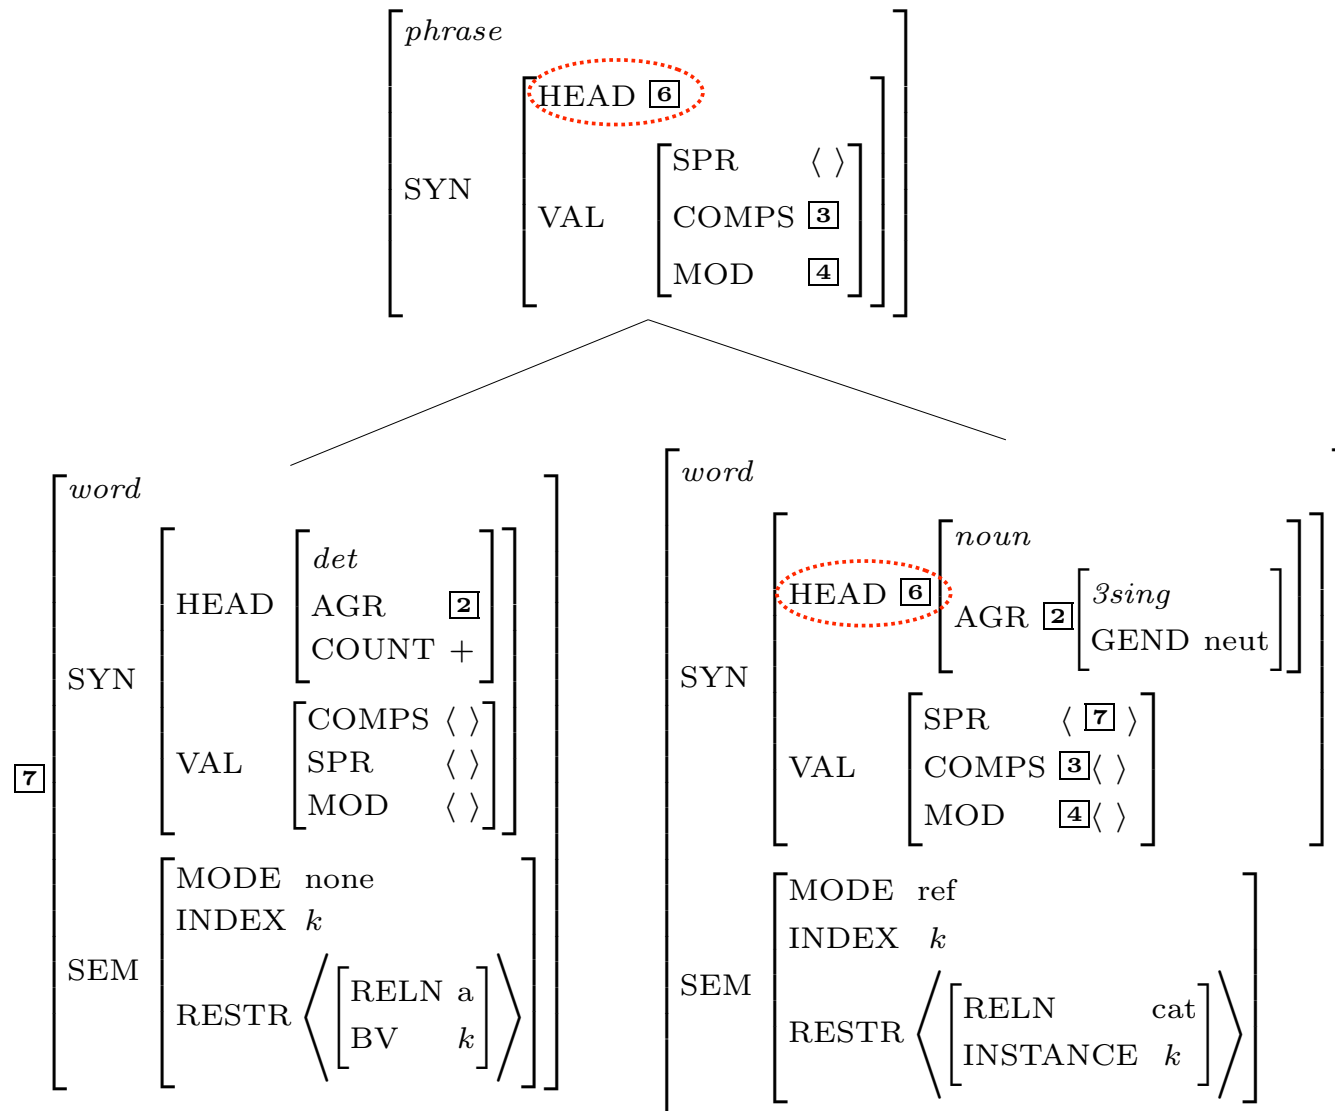 phrase
HEAD 6
SYN
VAL
SPR ⟨ ⟩
COMPS 3
MOD 4
7
word
SYN
HEAD
det
AGR 2
COUNT +
VAL
COMPS ⟨ ⟩
SPR ⟨ ⟩
MOD ⟨ ⟩
SEM
MODE none
INDEX k
RESTR
RELN a
BV k
word
SYN
HEAD 6
noun
AGR 2
3sing
GEND neut
VAL
SPR ⟨ 7 ⟩
COMPS 3 ⟨ ⟩
MOD 4 ⟨ ⟩
SEM
MODE ref
INDEX k
RESTR
RELN cat
INSTANCE k